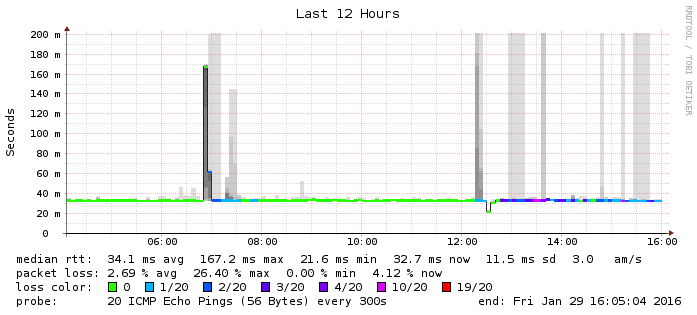 Last 12 Hours
RRDTOOL / TOBI OETIKER
Seconds
200 m
180 m
160 m
140 m
120 m
100 m
80 m
60 m
40 m
20 m
0
06:00 08:00 10:00 12:00 14:00 16:00
median rtt: 34.1 ms avg 167.2 ms max 21.6 ms min 32.7 ms now 11.5 ms sd 3.0 am/s
packet loss: 2.69 % avg 26.40 % max 0.00 % min 4.12 % now
loss color: 0 1/20 2/20 3/20 4/20 10/20 19/20
probe: 20 ICMP Echo Pings (56 Bytes) every 300s end: Fri Jan 29 16:05:04 2016